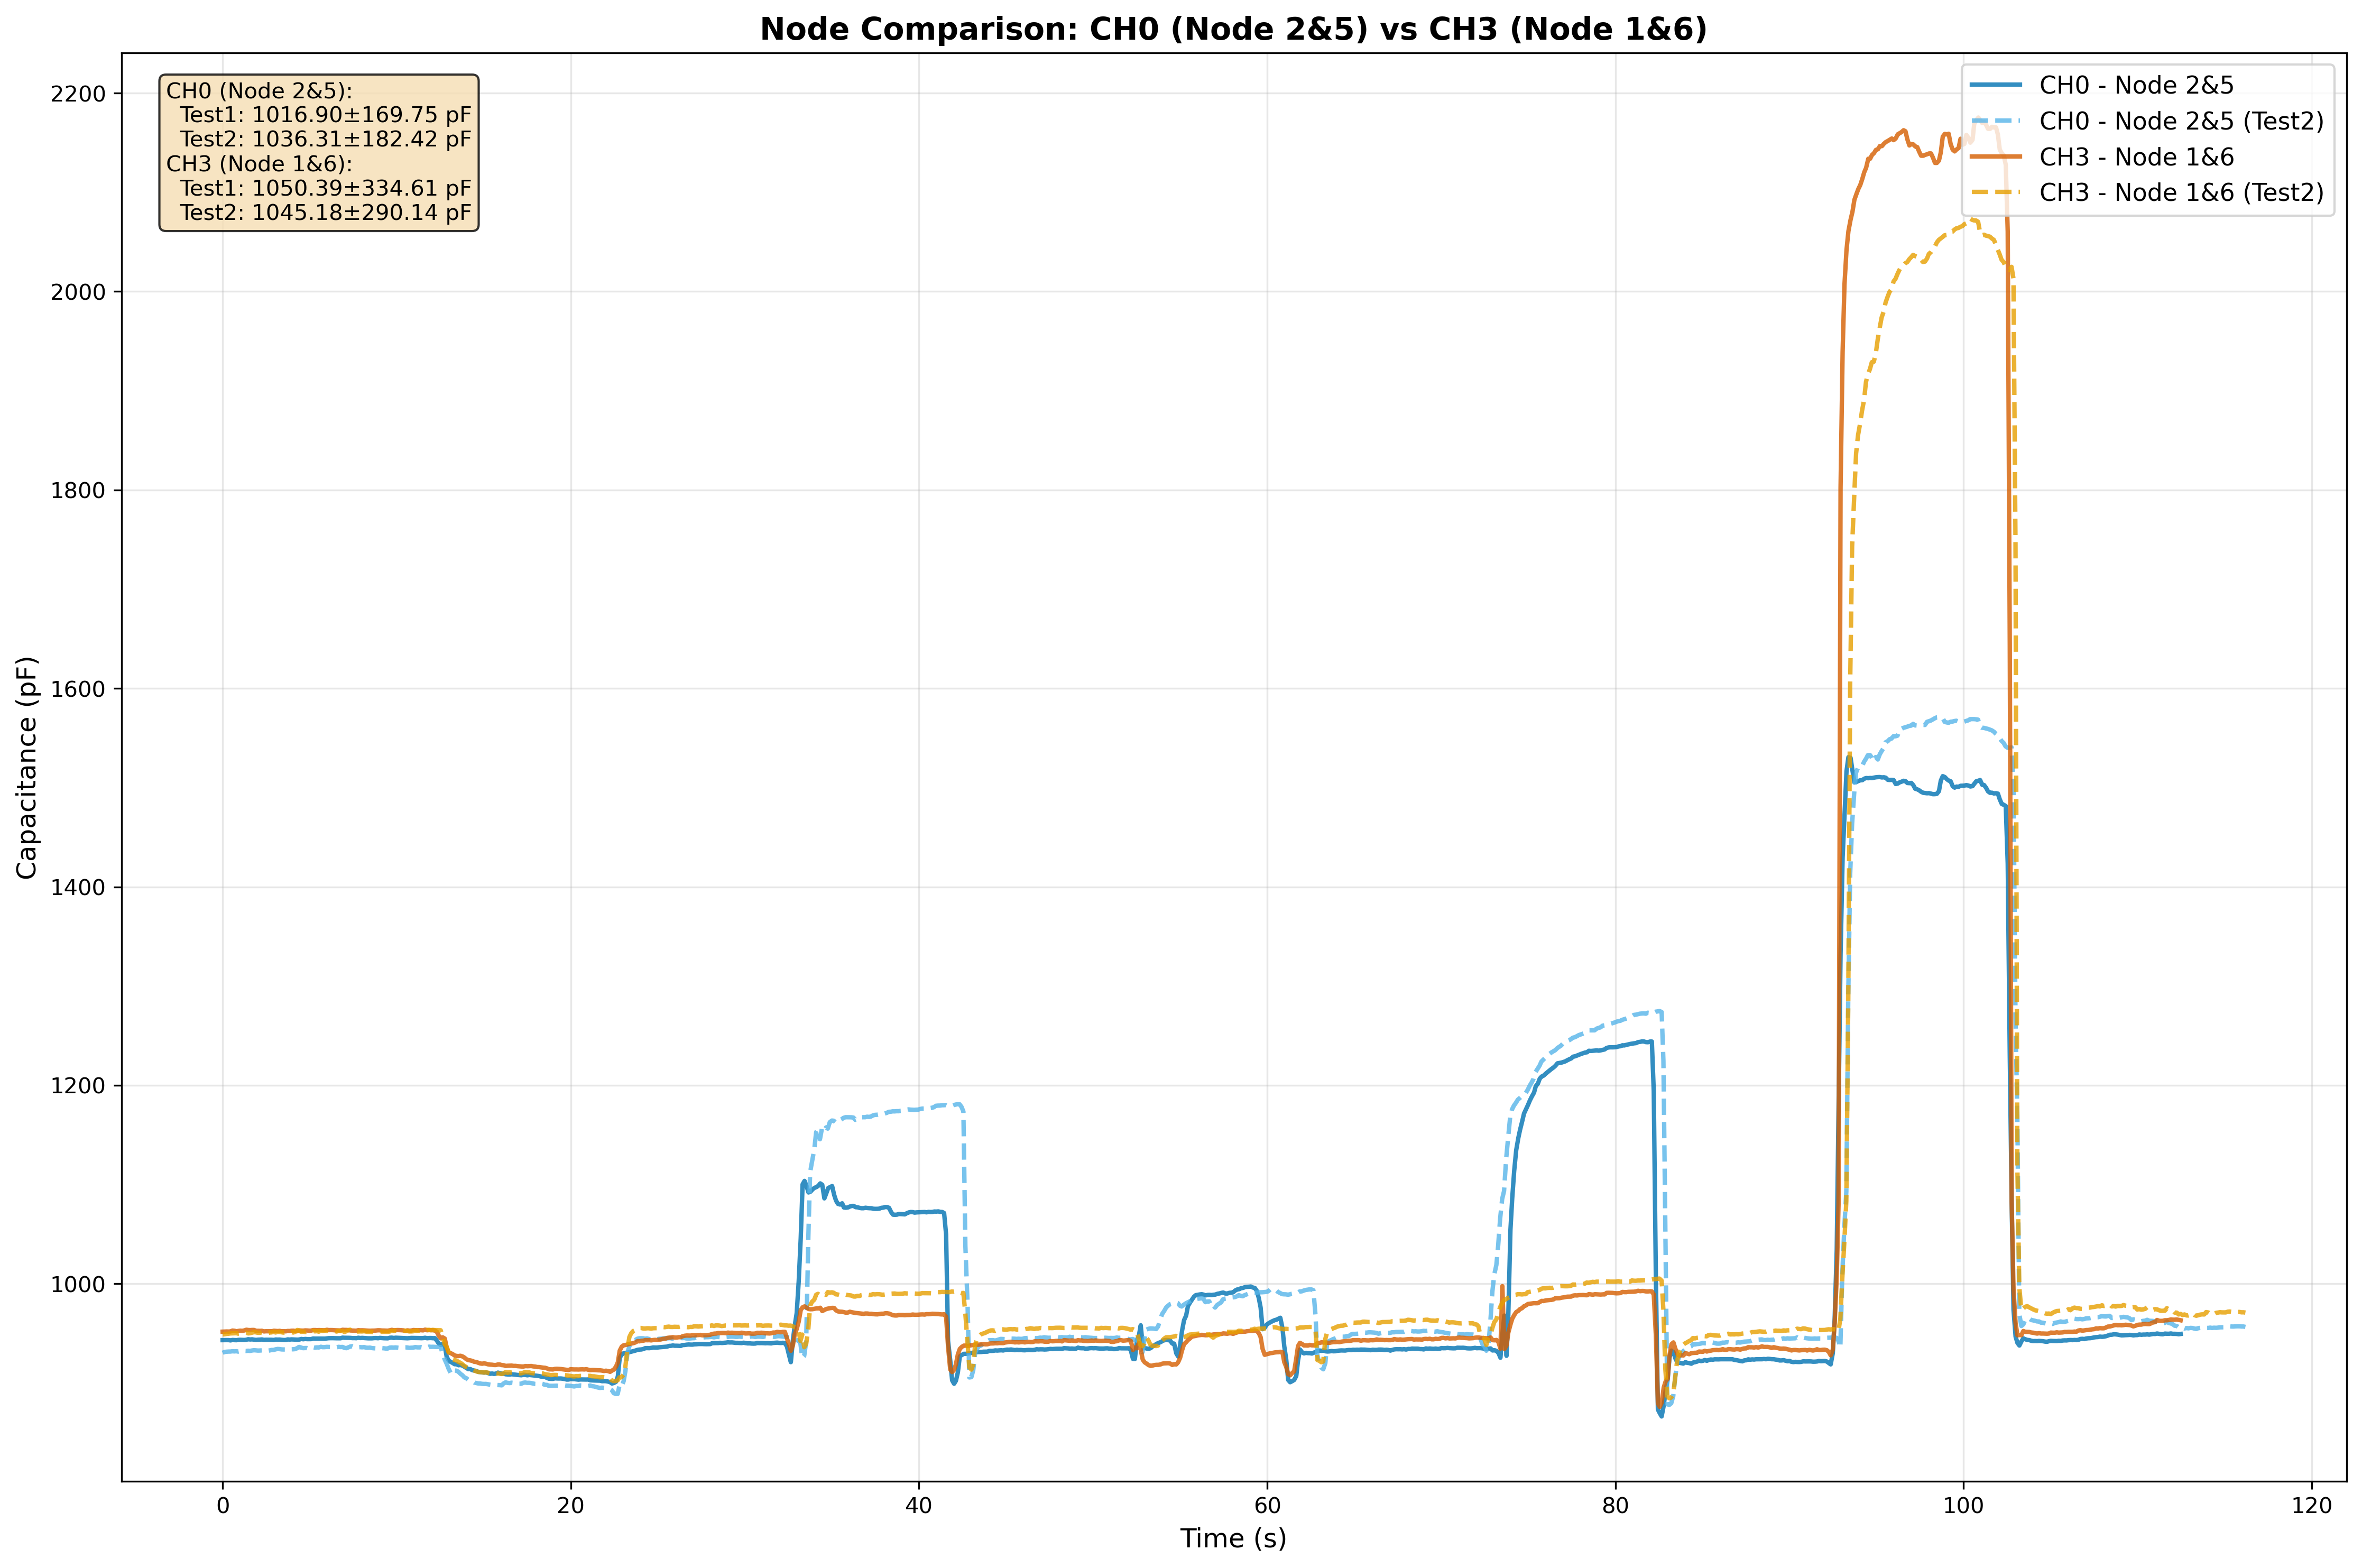 Node Comparison: CH0 (Node 2&5) vs CH3 (Node 1&6)
CH0 (Node 2&5):
Test1: 1016.90±169.75 pF
Test2: 1036.31±182.42 pF
CH3 (Node 1&6):
Test1: 1050.39±334.61 pF
Test2: 1045.18±290.14 pF
CH0 - Node 2&5
CH0 - Node 2&5 (Test2)
CH3 - Node 1&6
CH3 - Node 1&6 (Test2)
Capacitance (pF)
2200
2000
1800
1600
1400
1200
1000
0 20 40 60 80 100 120
Time (s)